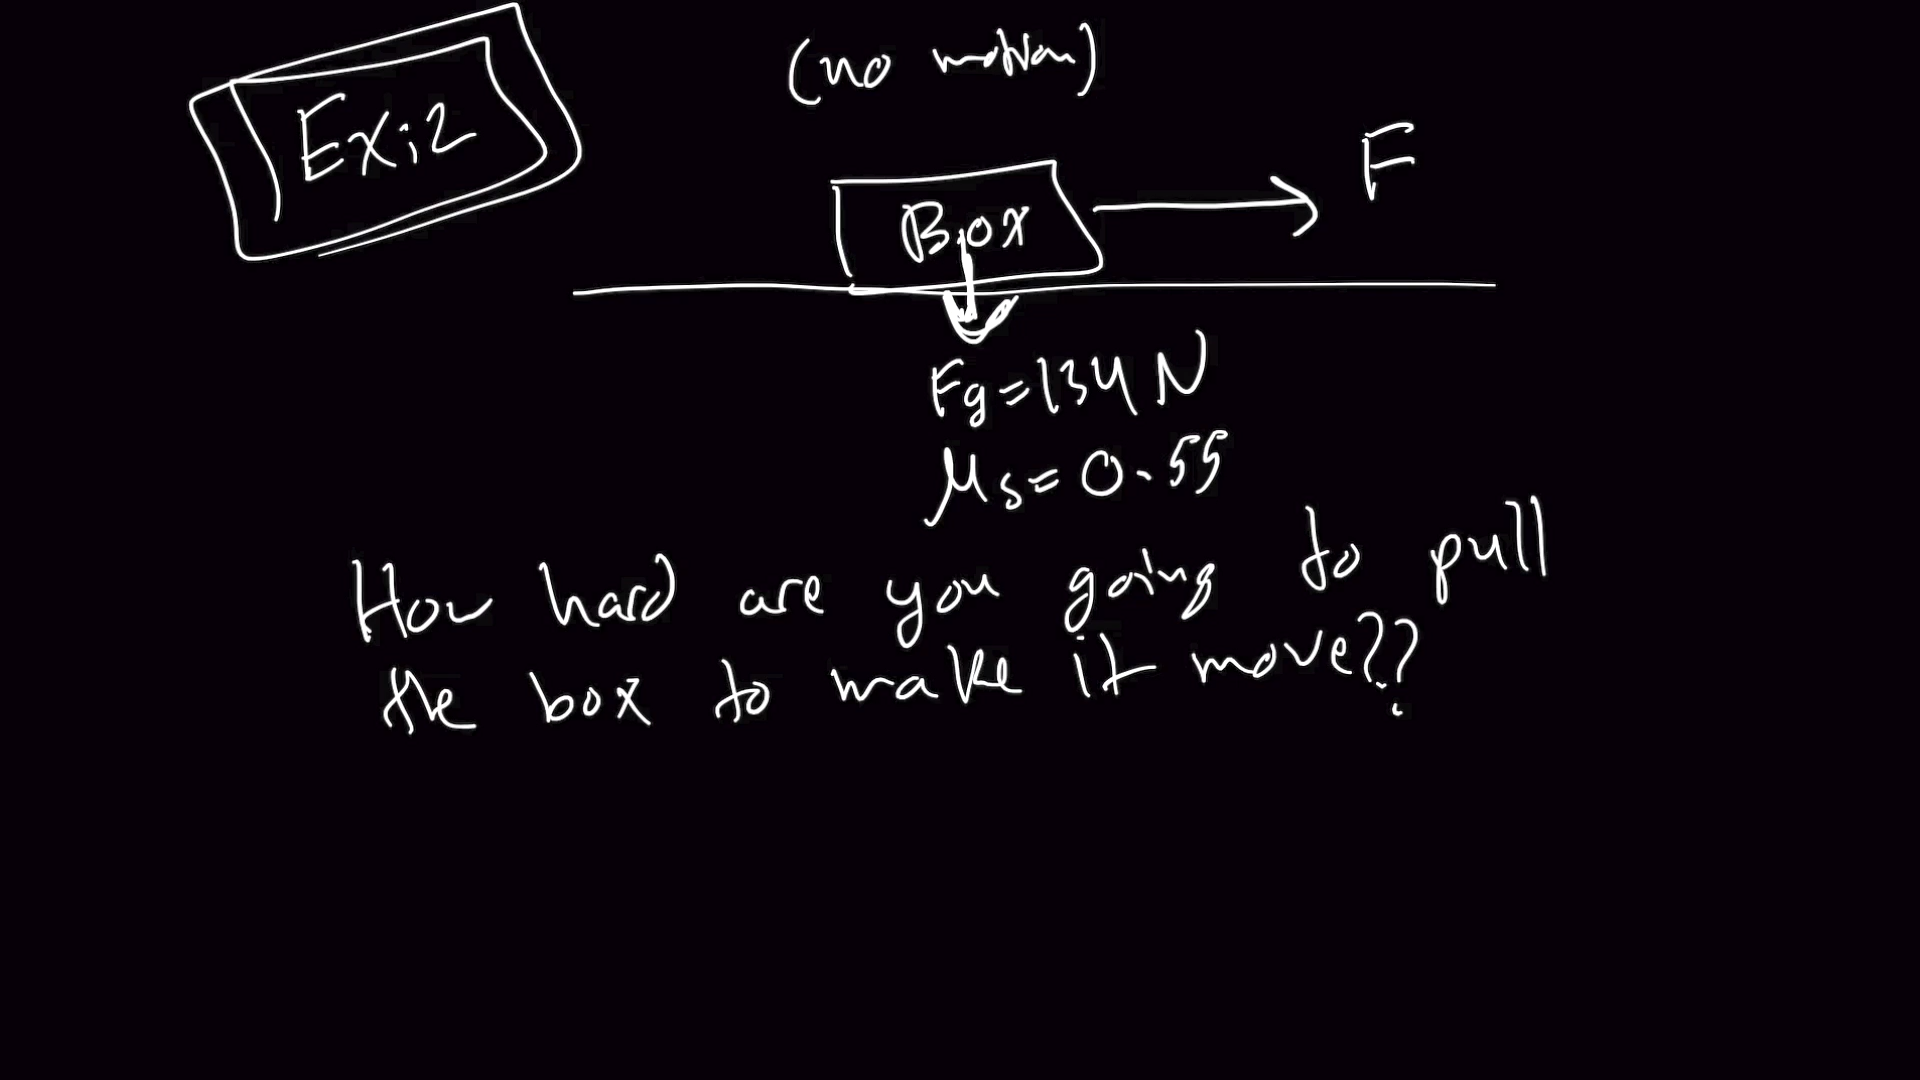 Ex:2
(no motion)
F
Box
Fg=134 N
μs=0.55
How hard are you going to pull
the box to make it move??